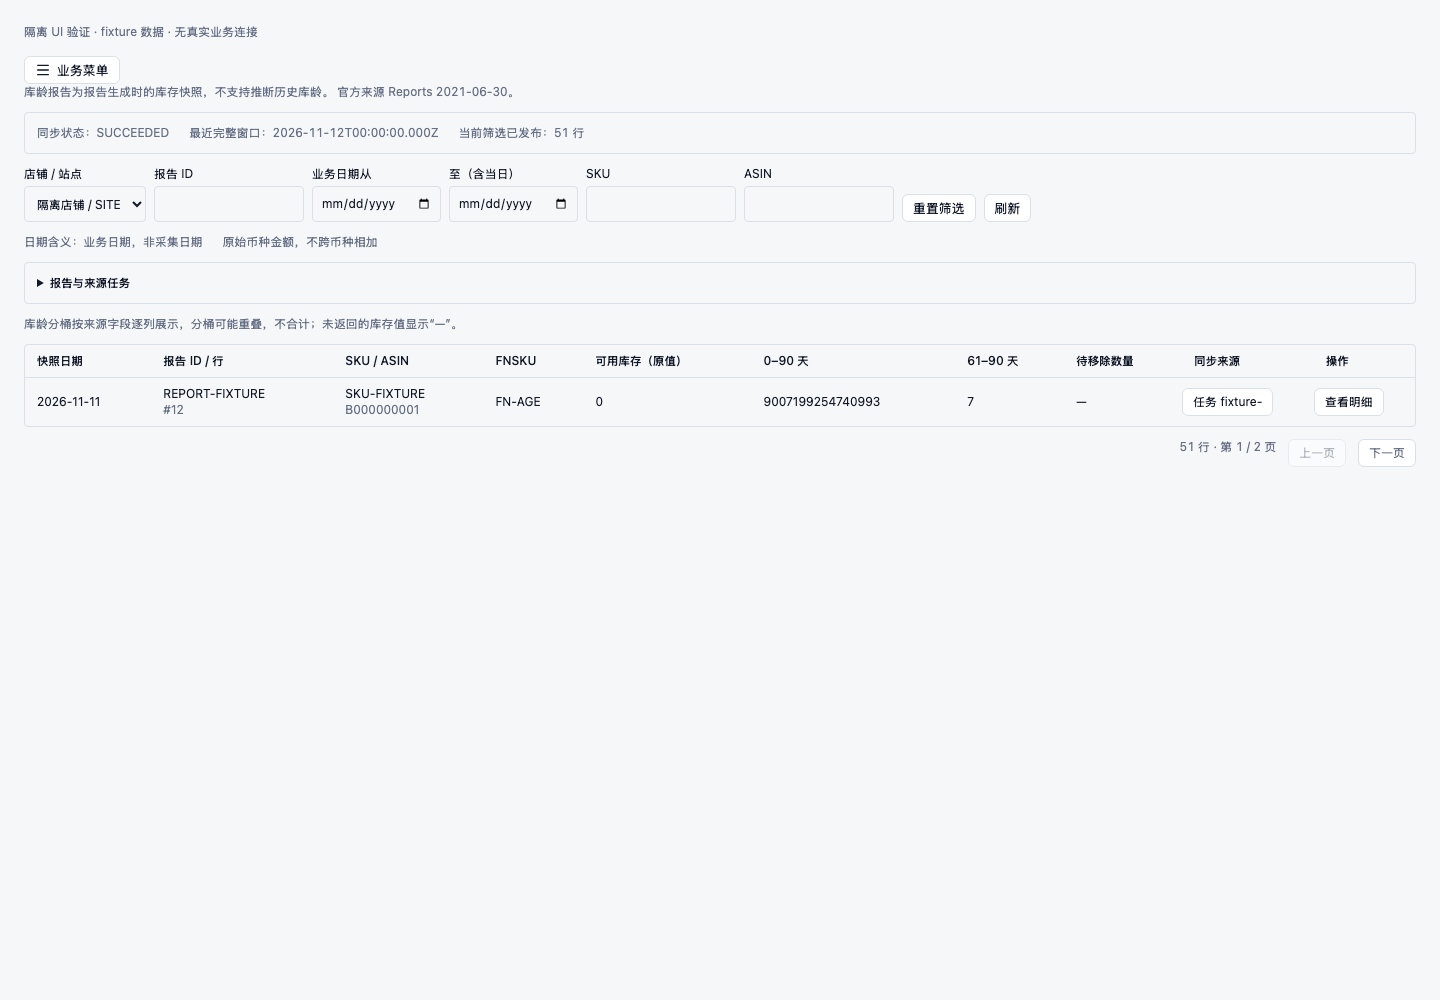 隔离 UI 验证 · fixture 数据 · 无真实业务连接
☰ 业务菜单
库龄报告为报告生成时的库存快照，不支持推断历史库龄。 官方来源 Reports 2021-06-30。
同步状态：SUCCEEDED 最近完整窗口：2026-11-12T00:00:00.000Z 当前筛选已发布：51 行
店铺 / 站点 报告 ID 业务日期从 至（含当日） SKU ASIN
隔离店铺 / SITE mm/dd/yyyy mm/dd/yyyy 重置筛选 刷新
日期含义：业务日期，非采集日期 原始币种金额，不跨币种相加
▶ 报告与来源任务
库龄分桶按来源字段逐列展示，分桶可能重叠，不合计；未返回的库存值显示“—”。
快照日期 报告 ID / 行 SKU / ASIN FNSKU 可用库存（原值） 0–90 天 61–90 天 待移除数量 同步来源 操作
2026-11-11 REPORT-FIXTURE SKU-FIXTURE FN-AGE 0 9007199254740993 7 — 任务 fixture- 查看明细
#12 B000000001
51 行 · 第 1 / 2 页 上一页 下一页